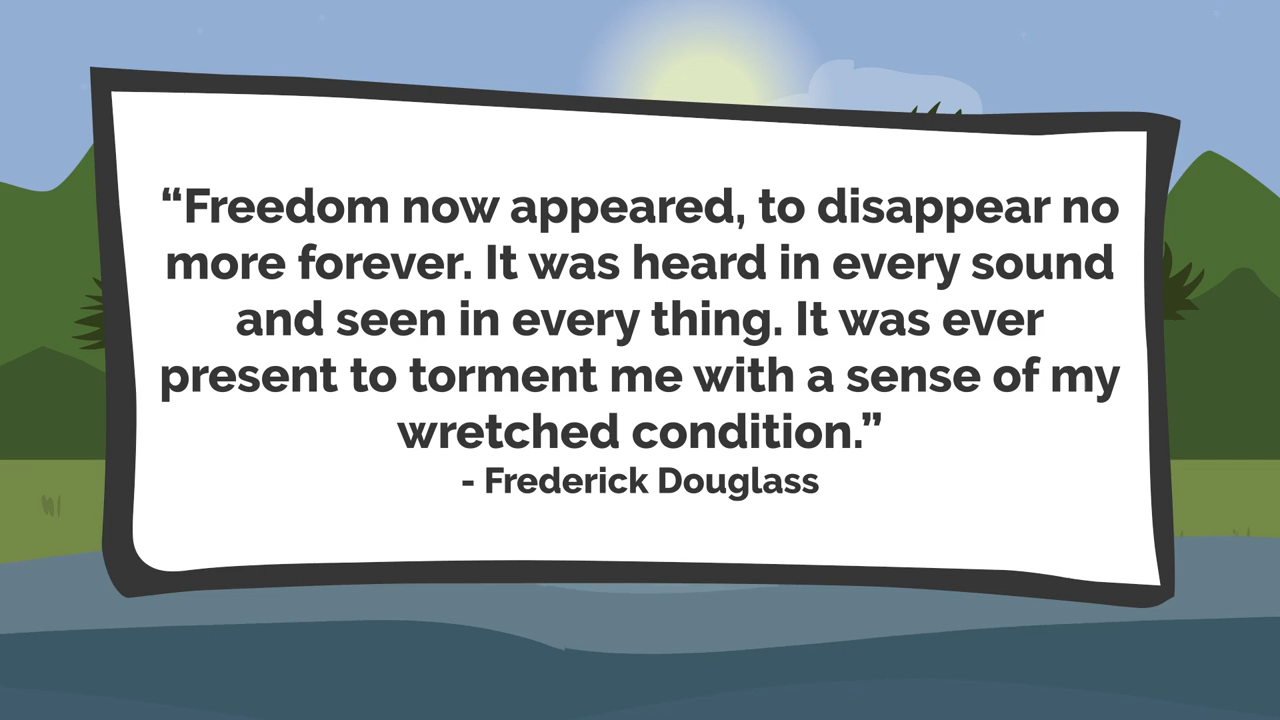 “Freedom now appeared, to disappear no
more forever. It was heard in every sound
and seen in every thing. It was ever
present to torment me with a sense of my
wretched condition.”
- Frederick Douglass